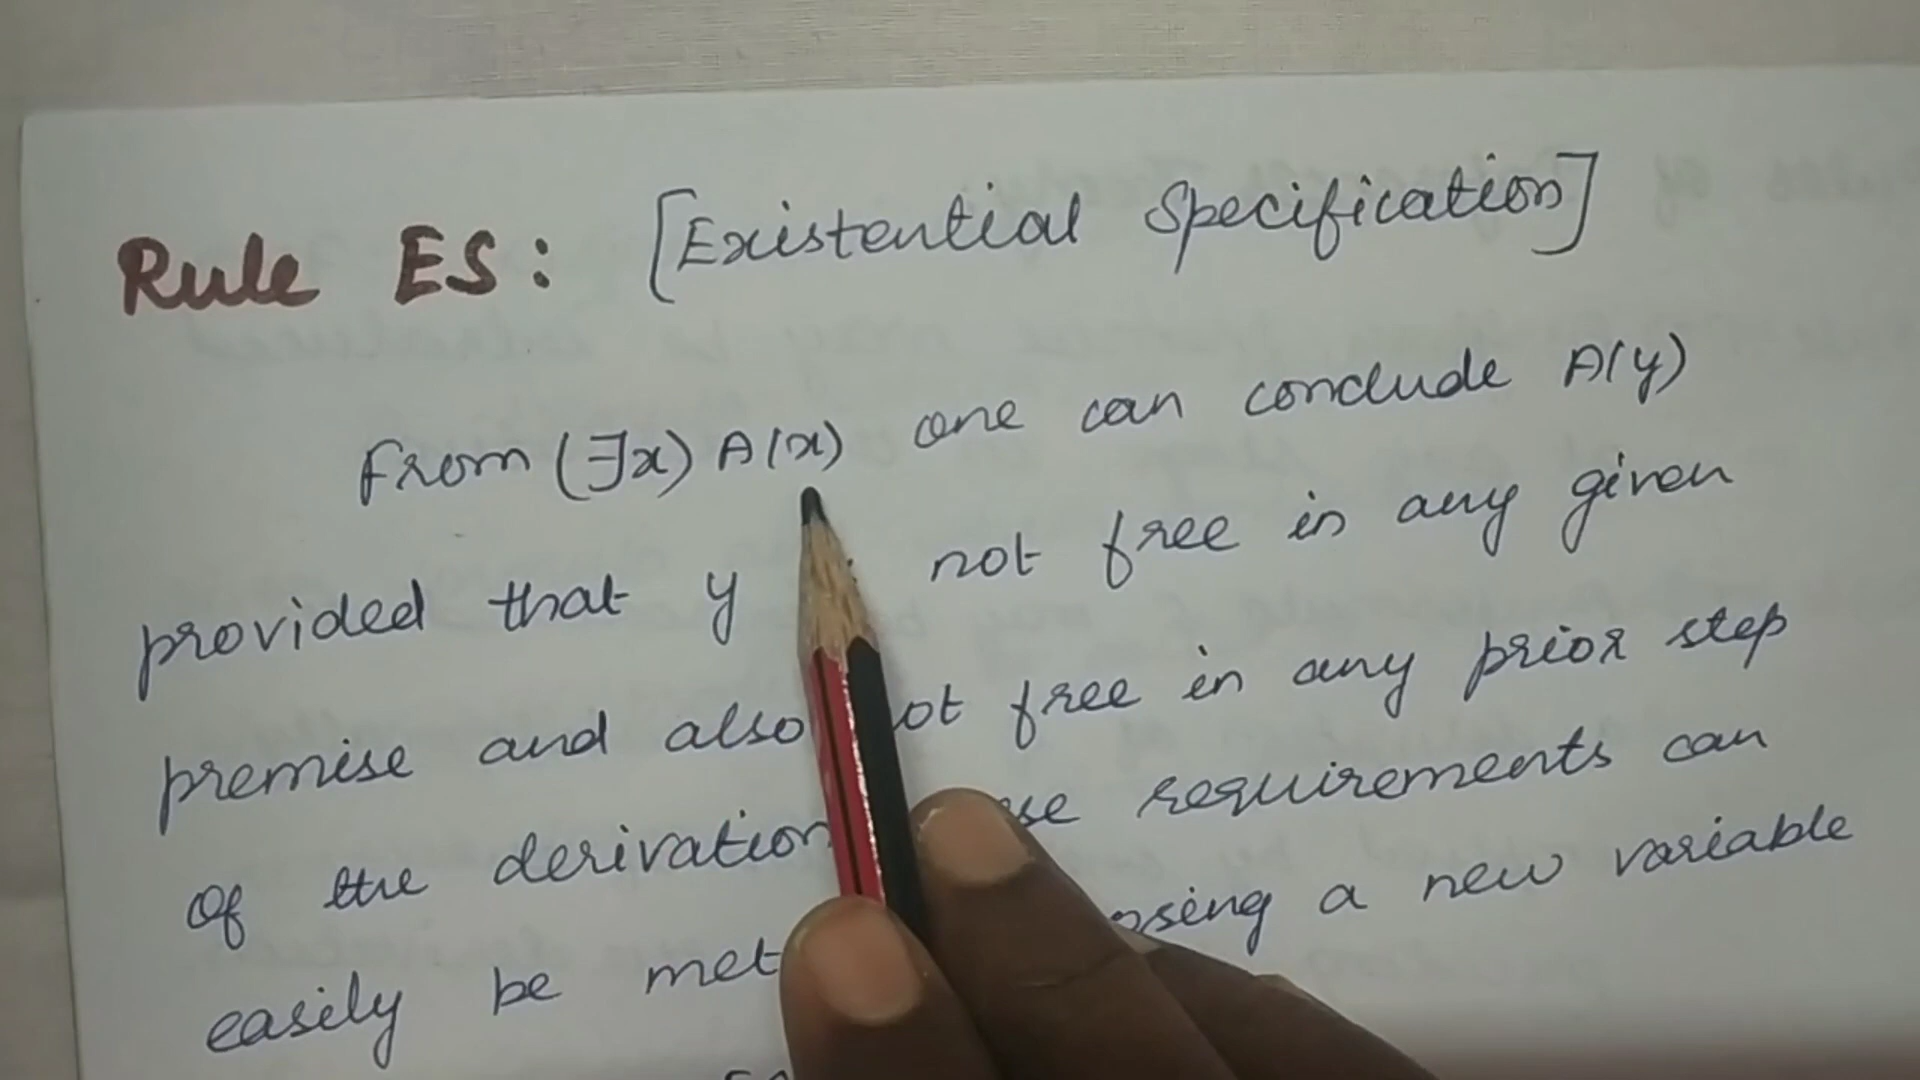 Rule ES: [Existential Specification]
From (∃x) A(x) one can conclude A(y)
provided that y not free in any given
premise and also not free in any prior step
of the derivation requirements can
easily be met a new variable